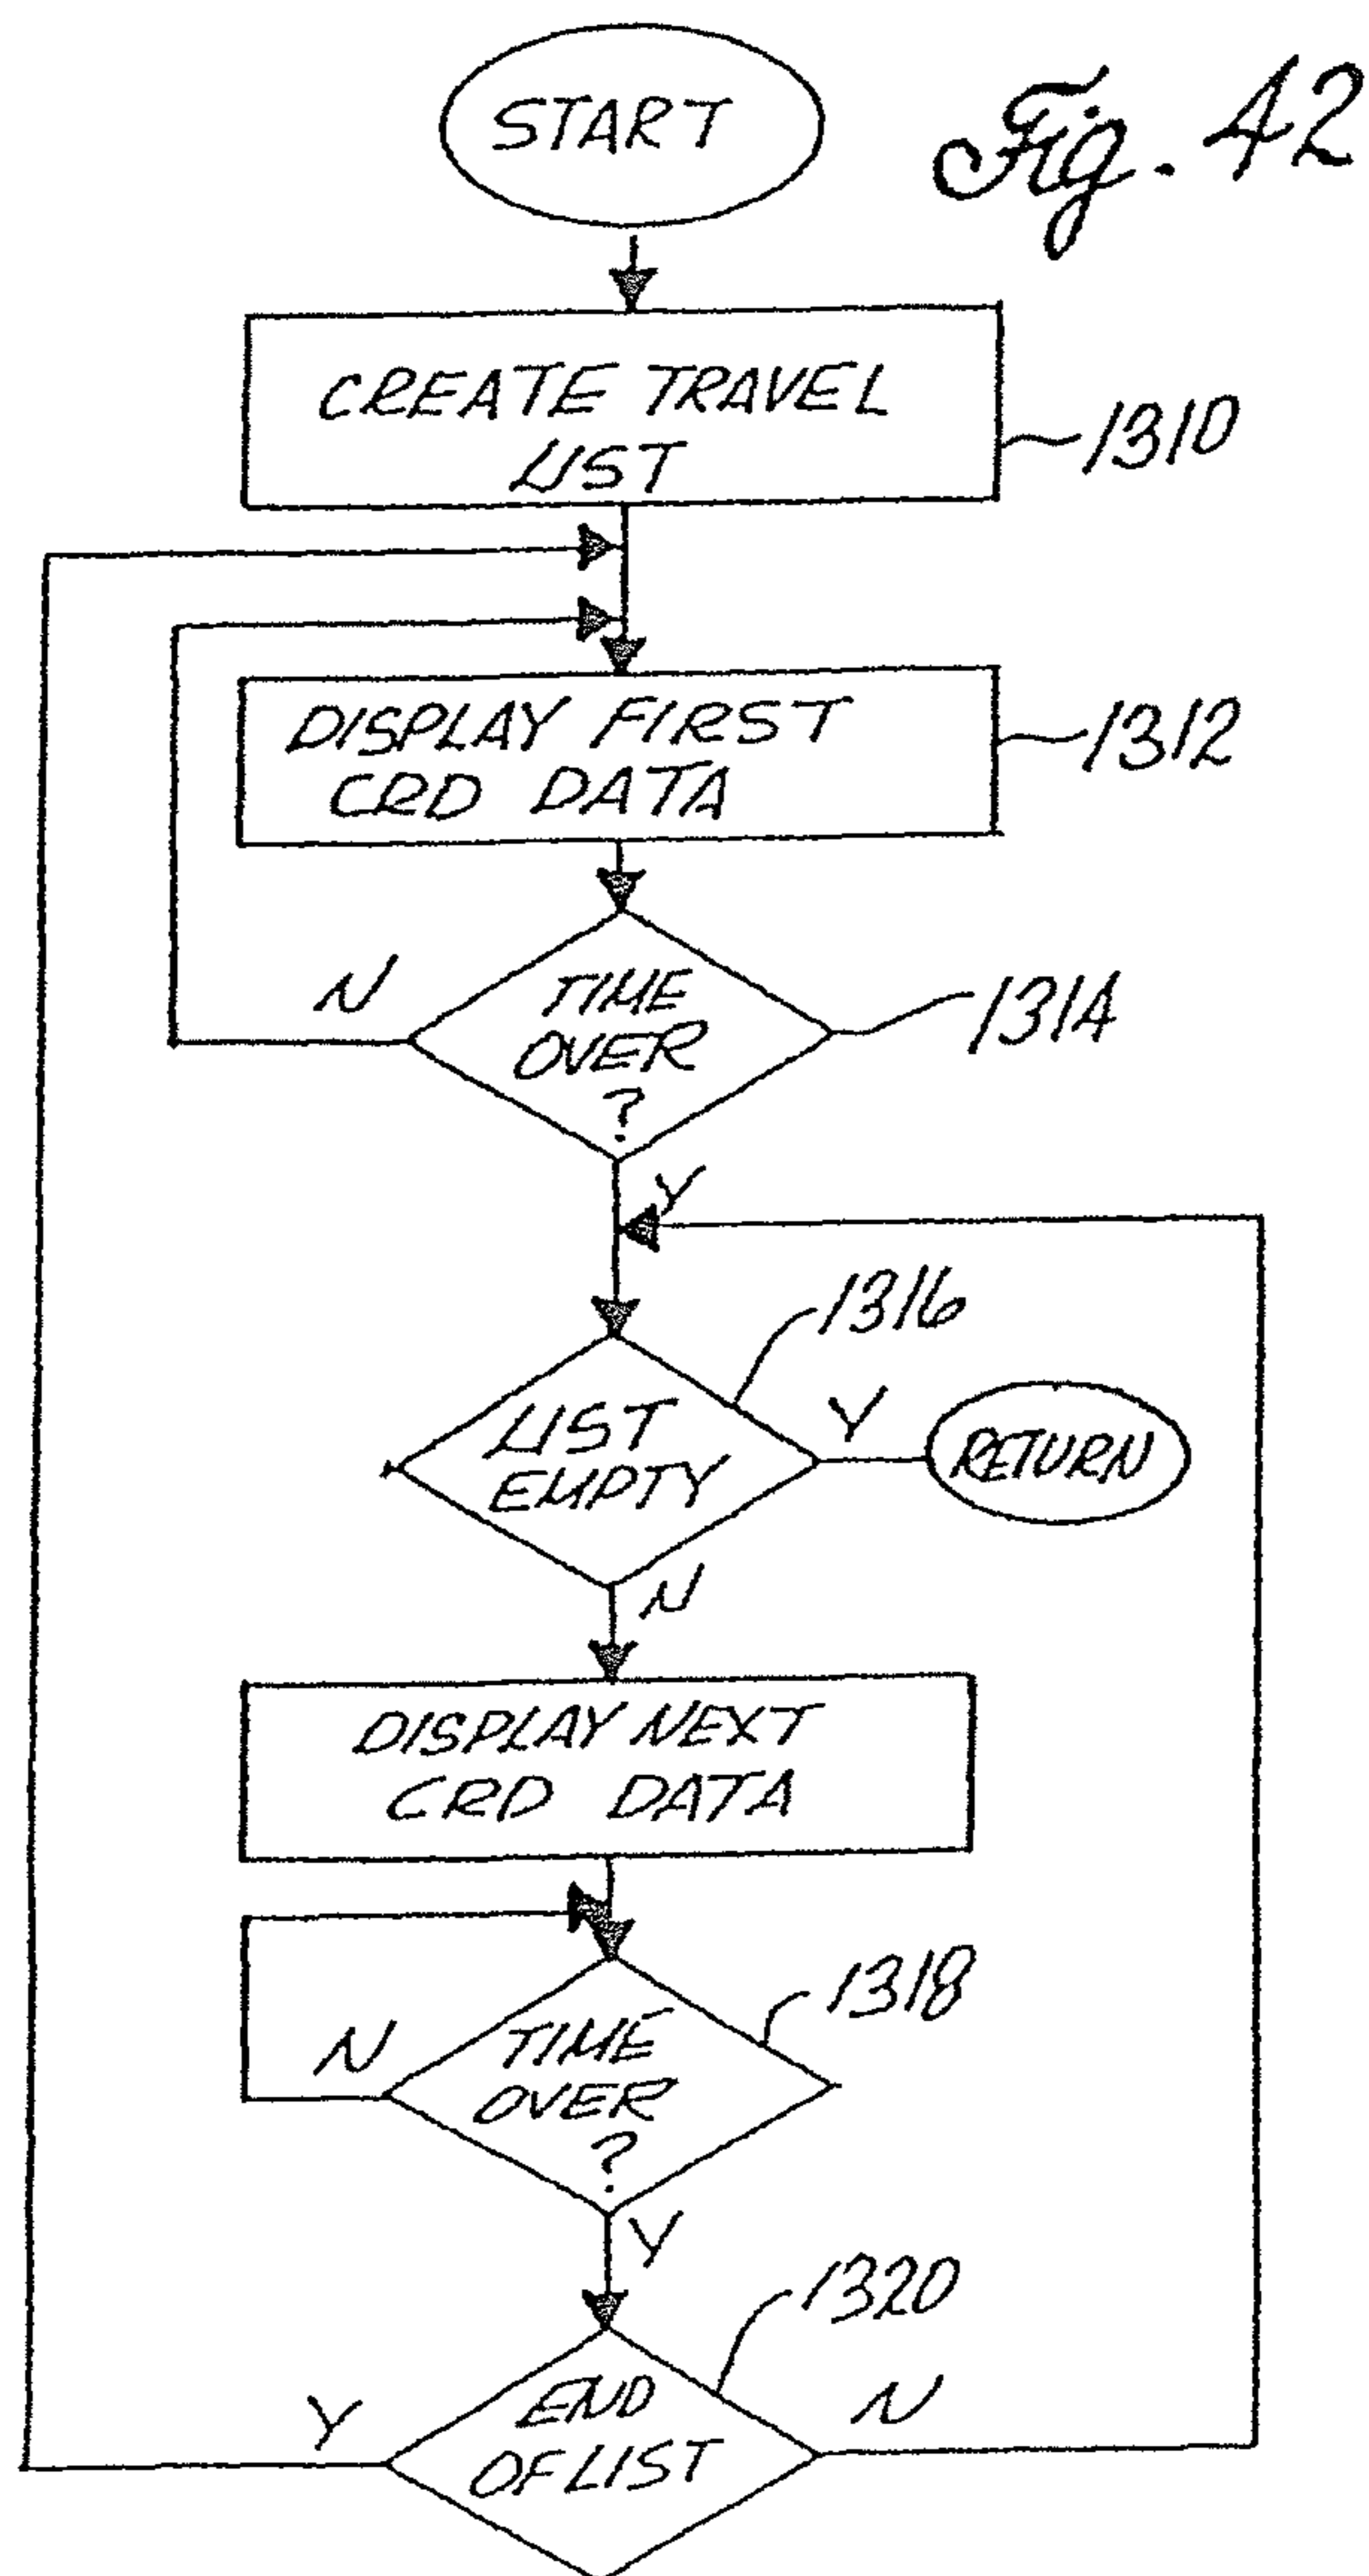 START
Fig. 42
CREATE TRAVEL
LIST
1310
DISPLAY FIRST
CRD DATA
1312
N
TIME
OVER
?
1314
Y
1316
LIST
EMPTY
Y
RETURN
N
DISPLAY NEXT
CRD DATA
1318
N
TIME
OVER
?
Y
1320
Y
END
OF LIST
N